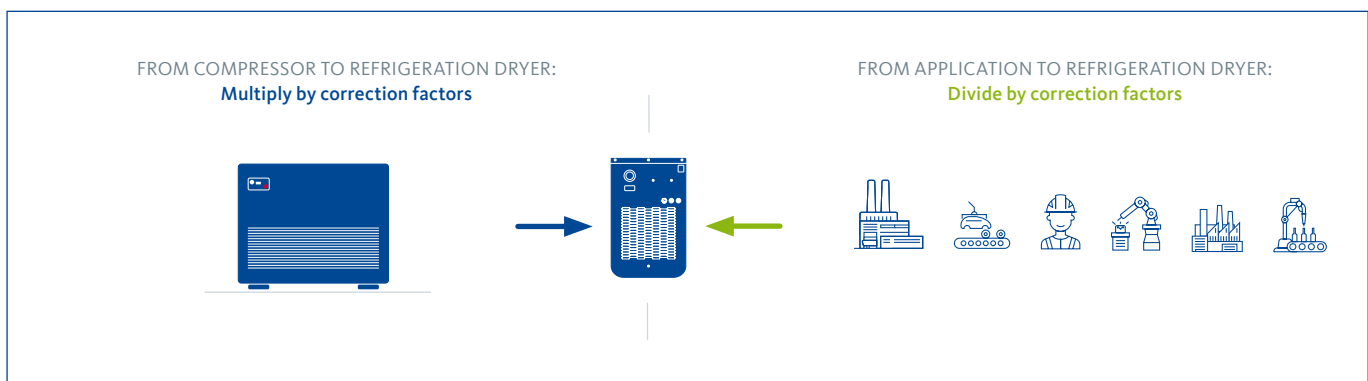 FROM COMPRESSOR TO REFRIGERATION DRYER:
Multiply by correction factors
FROM APPLICATION TO REFRIGERATION DRYER:
Divide by correction factors